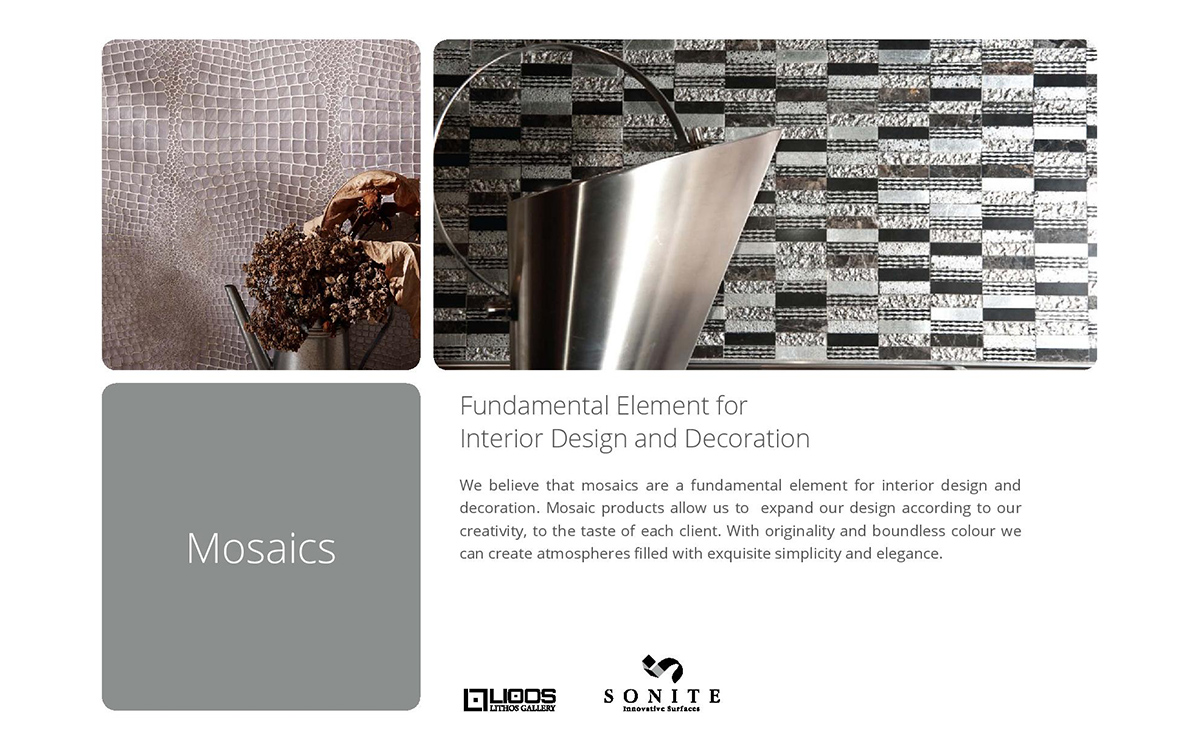 Fundamental Element for
Interior Design and Decoration
We believe that mosaics are a fundamental element for interior design and
decoration. Mosaic products allow us to  expand our design according to our
creativity, to the taste of each client. With originality and boundless colour we
can create atmospheres filled with exquisite simplicity and elegance.
Mosaics
LIQOS
LITHOS GALLERY
SONITE
Innovative Surfaces